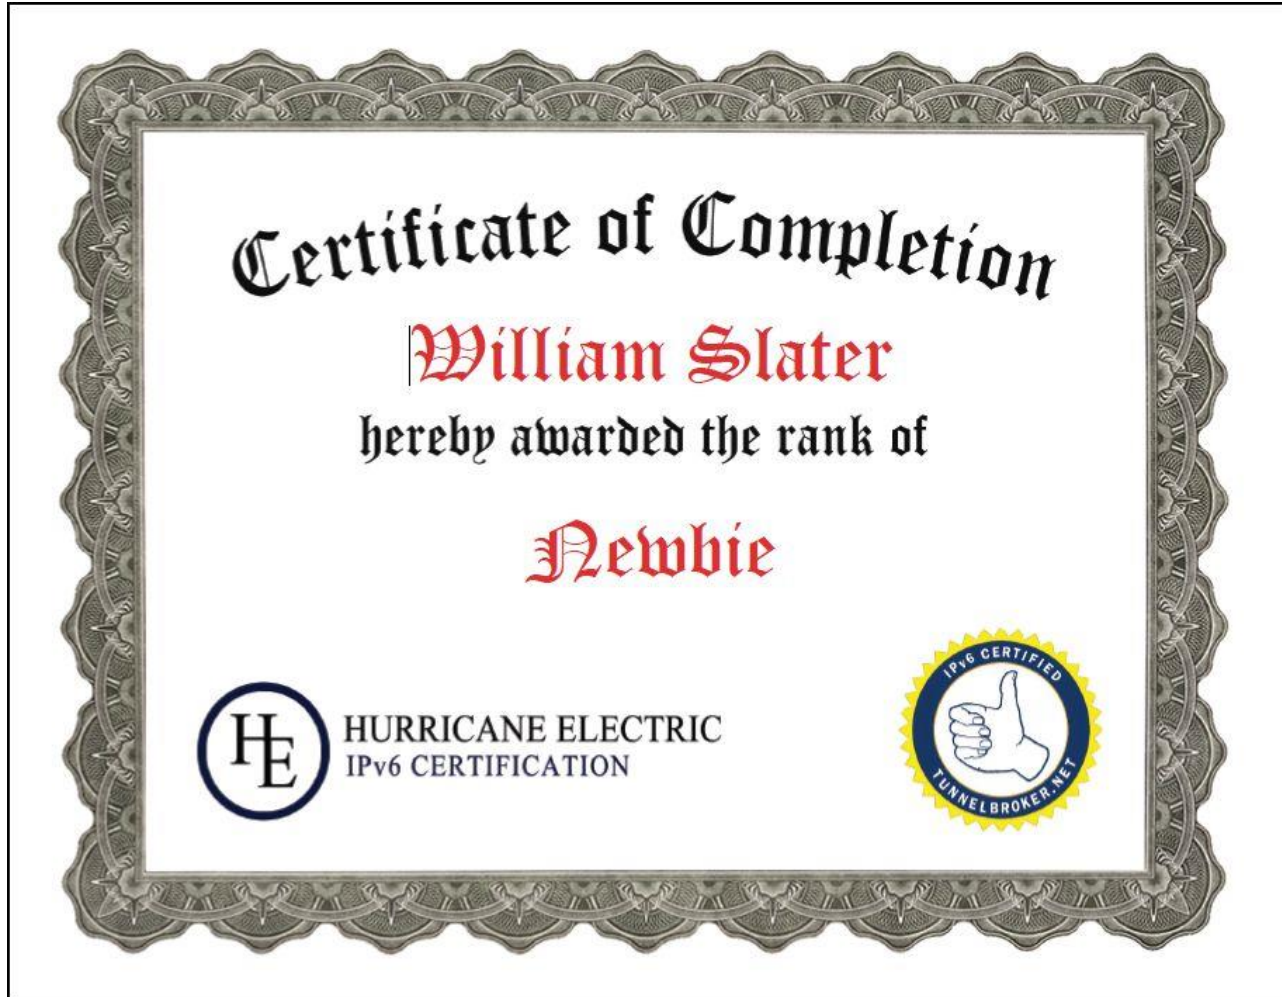 Certificate of Completion
William Slater
hereby awarded the rank of
Newbie
HE
HURRICANE ELECTRIC
IPv6 CERTIFICATION
IPv6 CERTIFIED
TUNNELBROKER.NET